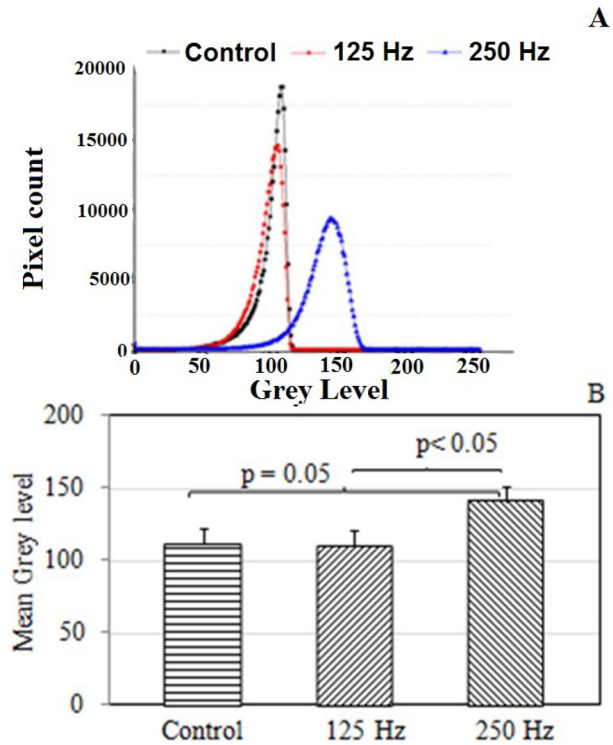 A
Control 125 Hz 250 Hz
20000
15000
10000
5000
0
Pixel count
0 50 100 150 200 250
Grey Level
B
200
150
100
50
0
Mean Grey level
p< 0.05
p = 0.05
Control 125 Hz 250 Hz